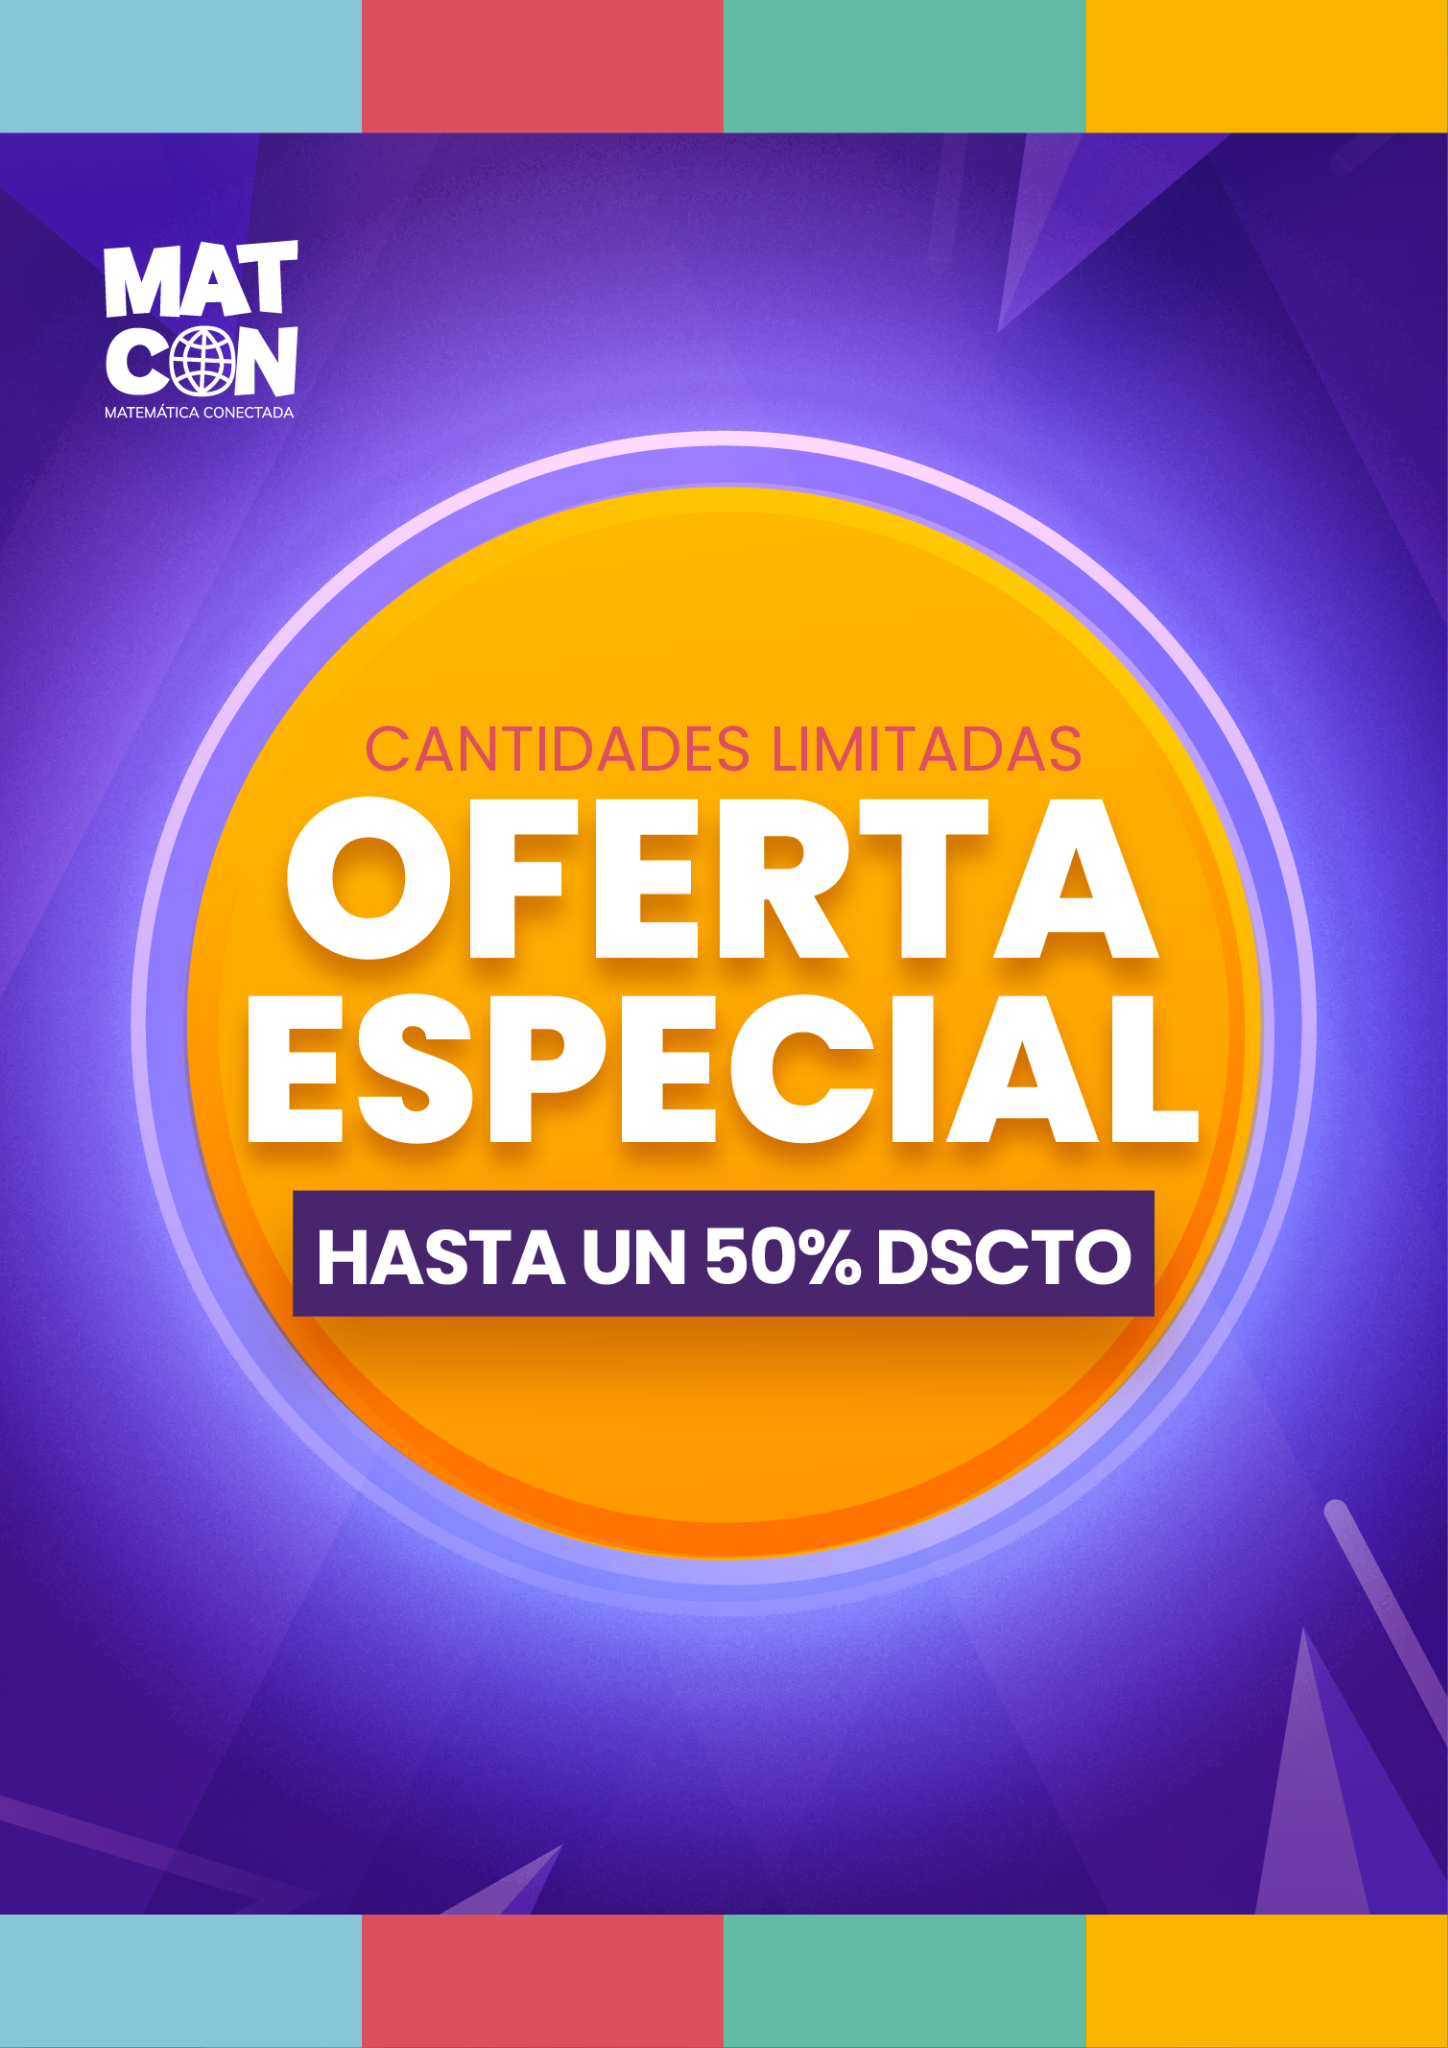 MAT
CON
MATEMÁTICA CONECTADA
CANTIDADES LIMITADAS
OFERTA
ESPECIAL
HASTA UN 50% DSCTO